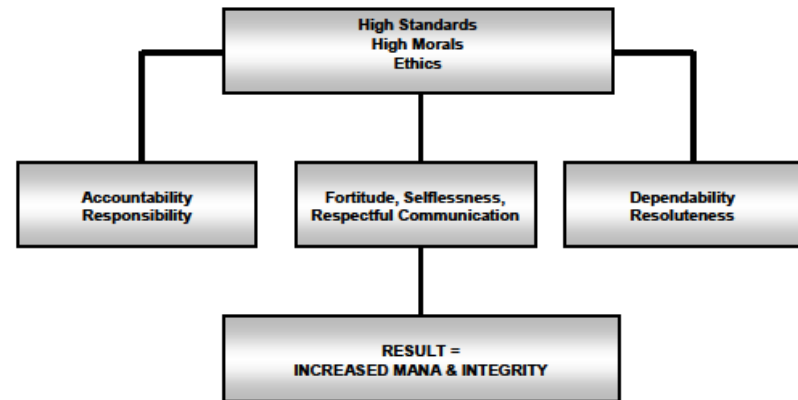 High Standards
High Morals
Ethics
Accountability
Responsibility
Fortitude, Selflessness,
Respectful Communication
Dependability
Resoluteness
RESULT =
INCREASED MANA & INTEGRITY